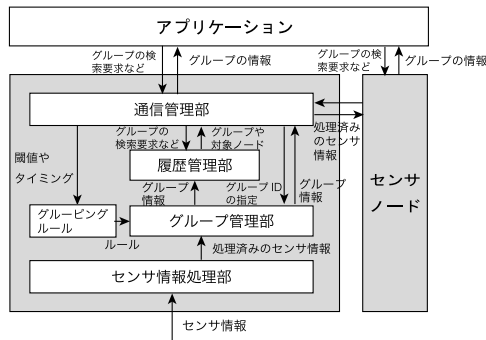 アプリケーション
グループの検
索要求など
グループの情報
グループの検
索要求など
グループの情報
通信管理部
処理済み
のセンサ
情報
グループの
検索要求など
グループや
対象ノード
閾値や
タイミング
履歴管理部
グループ
情報
グループID
の指定
グループ
情報
センサ
ノード
グルーピング
ルール
ルール
グループ管理部
処理済みのセンサ情報
センサ情報処理部
センサ情報